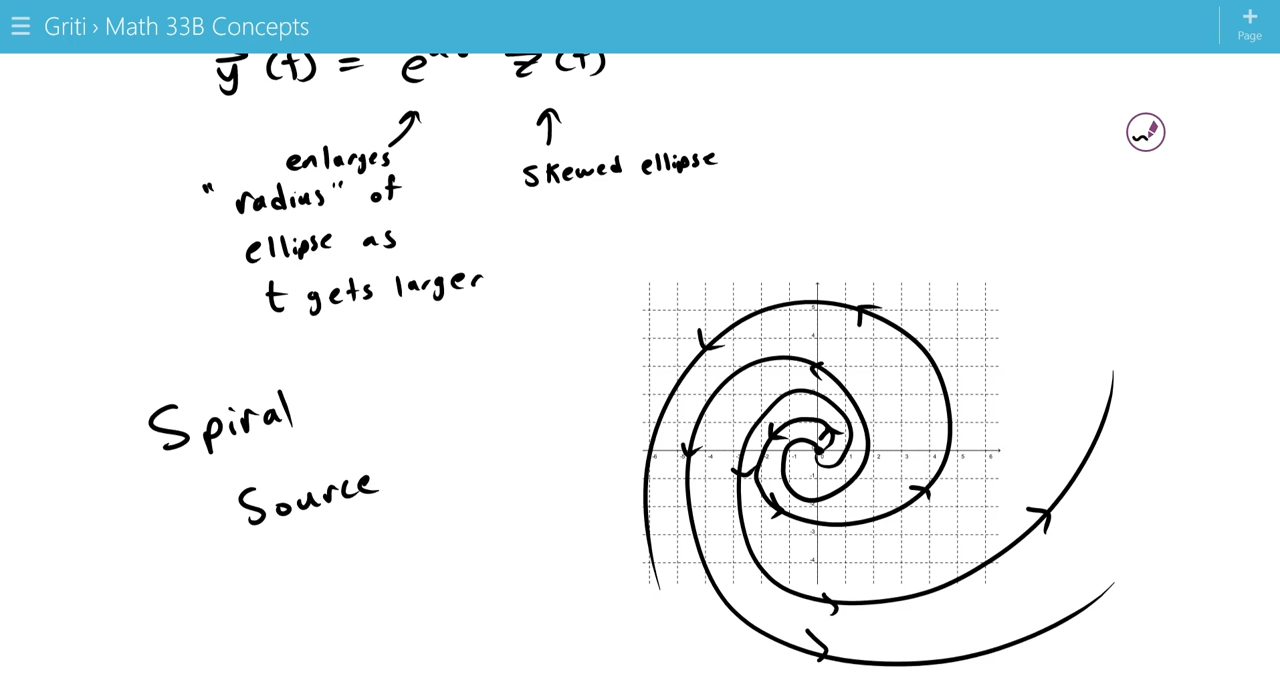 Griti › Math 33B Concepts
Page
y (t) = e z (t)
enlarges
"radius" of
ellipse as
t gets larger
skewed ellipse
Spiral
Source